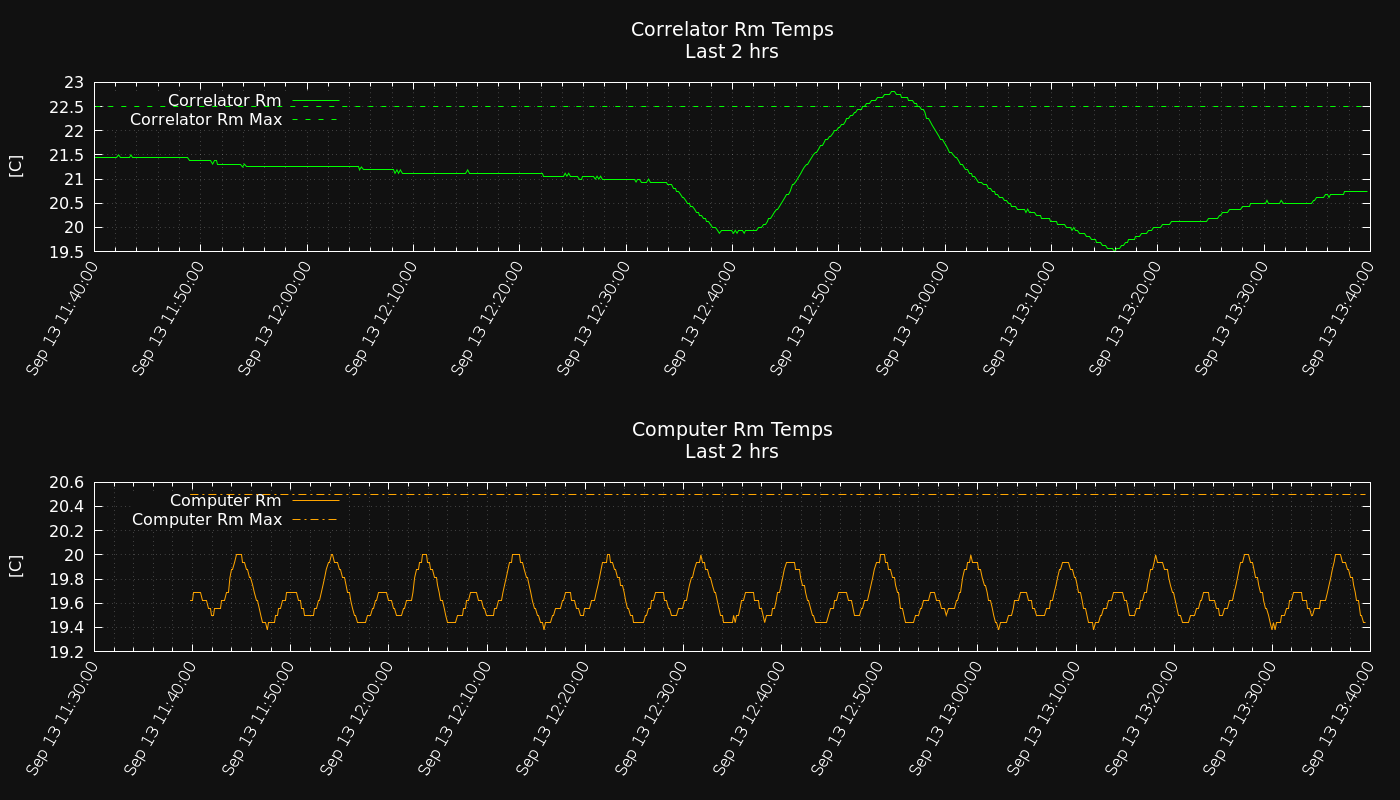 Correlator Rm Temps
Last 2 hrs
[C]
23
22.5
22
21.5
21
20.5
20
19.5
Correlator Rm
Correlator Rm Max
Sep 13 11:40:00
Sep 13 11:50:00
Sep 13 12:00:00
Sep 13 12:10:00
Sep 13 12:20:00
Sep 13 12:30:00
Sep 13 12:40:00
Sep 13 12:50:00
Sep 13 13:00:00
Sep 13 13:10:00
Sep 13 13:20:00
Sep 13 13:30:00
Sep 13 13:40:00
Computer Rm Temps
Last 2 hrs
[C]
20.6
20.4
20.2
20
19.8
19.6
19.4
19.2
Computer Rm
Computer Rm Max
Sep 13 11:30:00
Sep 13 11:40:00
Sep 13 11:50:00
Sep 13 12:00:00
Sep 13 12:10:00
Sep 13 12:20:00
Sep 13 12:30:00
Sep 13 12:40:00
Sep 13 12:50:00
Sep 13 13:00:00
Sep 13 13:10:00
Sep 13 13:20:00
Sep 13 13:30:00
Sep 13 13:40:00